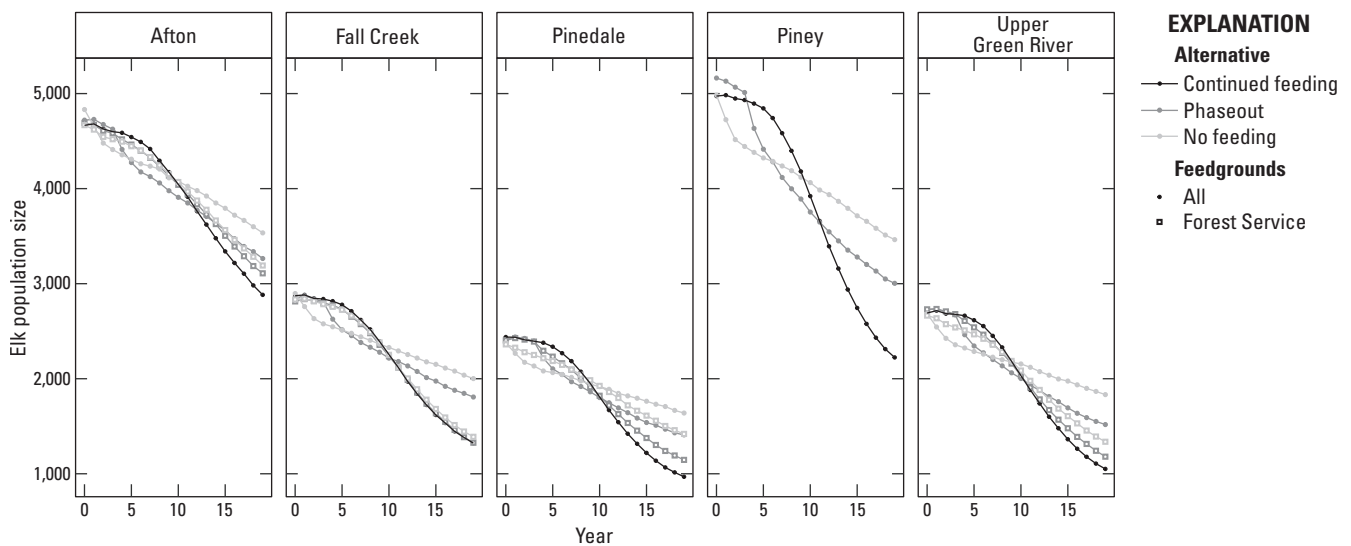 Afton
Fall Creek
Pinedale
Piney
Upper
Green River
EXPLANATION
Alternative
Continued feeding
Phaseout
No feeding
Feedgrounds
All
Forest Service
Elk population size
5,000
4,000
3,000
2,000
1,000
0 5 10 15
0 5 10 15
0 5 10 15
0 5 10 15
0 5 10 15
Year